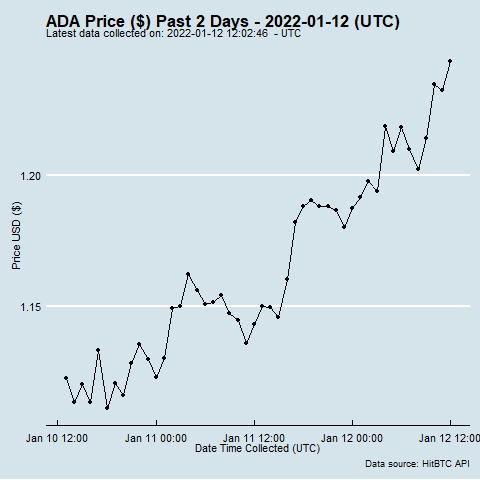 ADA Price ($) Past 2 Days - 2022-01-12 (UTC)
Latest data collected on: 2022-01-12 12:02:46 - UTC
1.20
Price USD ($)
1.15
Jan 10 12:00 Jan 11 00:00 Jan 11 12:00 Jan 12 00:00 Jan 12 12:00
Date Time Collected (UTC)
Data source: HitBTC API